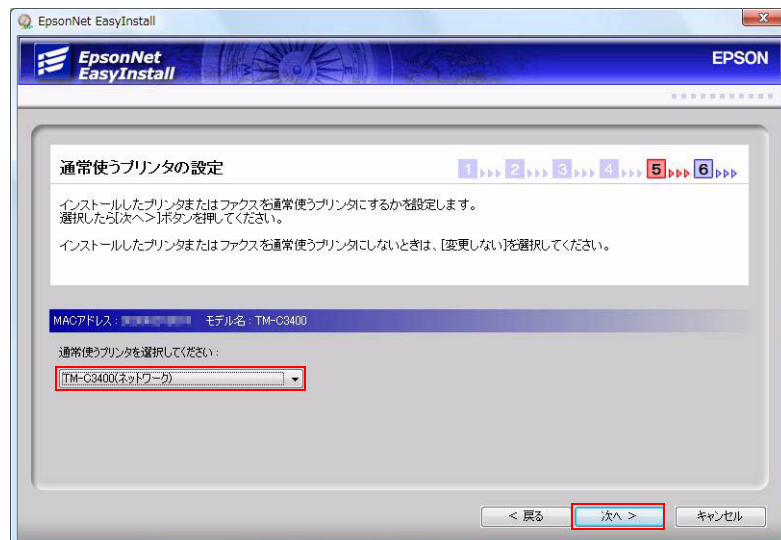 EpsonNet EasyInstall
EpsonNet
EasyInstall
EPSON
通常使うプリンタの設定
1 2 3 4 5 6
インストールしたプリンタまたはファクスを通常使うプリンタにするかを設定します。
選択したら[次へ>]ボタンを押してください。
インストールしたプリンタまたはファクスを通常使うプリンタにしないときは、[変更しない]を選択してください。
MACアドレス : モデル名 : TM-C3400
通常使うプリンタを選択してください :
TM-C3400(ネットワーク)
< 戻る 次へ > キャンセル